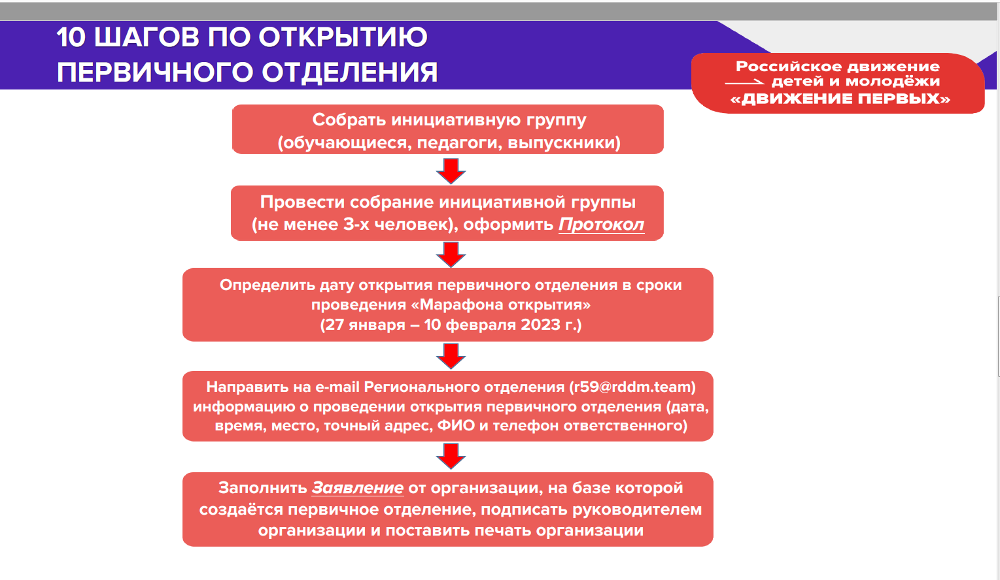 10 ШАГОВ ПО ОТКРЫТИЮ
ПЕРВИЧНОГО ОТДЕЛЕНИЯ
Российское движение
детей и молодёжи
«ДВИЖЕНИЕ ПЕРВЫХ»
Собрать инициативную группу
(обучающиеся, педагоги, выпускники)
Провести собрание инициативной группы
(не менее 3-х человек), оформить Протокол
Определить дату открытия первичного отделения в сроки
проведения «Марафона открытия»
(27 января – 10 февраля 2023 г.)
Направить на e-mail Регионального отделения (r59@rddm.team)
информацию о проведении открытия первичного отделения (дата,
время, место, точный адрес, ФИО и телефон ответственного)
Заполнить Заявление от организации, на базе которой
создаётся первичное отделение, подписать руководителем
организации и поставить печать организации